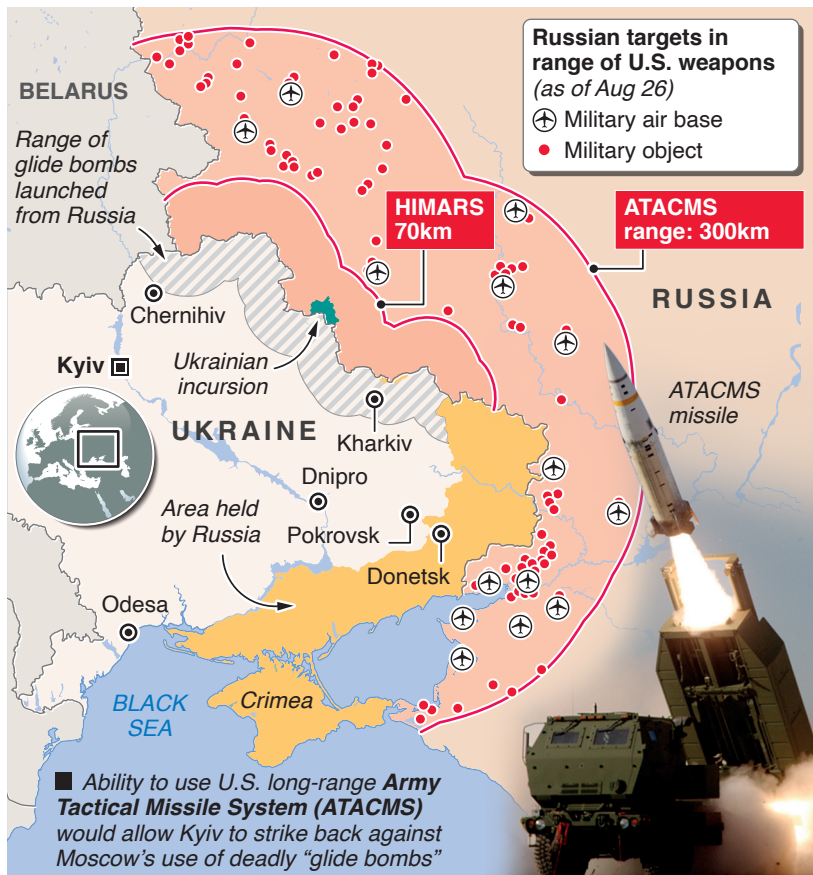 Russian targets in
range of U.S. weapons
(as of Aug 26)
Military air base
Military object
BELARUS
Range of
glide bombs
launched
from Russia
HIMARS
70km
ATACMS
range: 300km
RUSSIA
Chernihiv
Kyiv
Ukrainian
incursion
ATACMS
missile
UKRAINE
Kharkiv
Dnipro
Area held
by Russia
Pokrovsk
Donetsk
Odesa
BLACK
SEA
Crimea
Ability to use U.S. long-range Army
Tactical Missile System (ATACMS)
would allow Kyiv to strike back against
Moscow’s use of deadly “glide bombs”